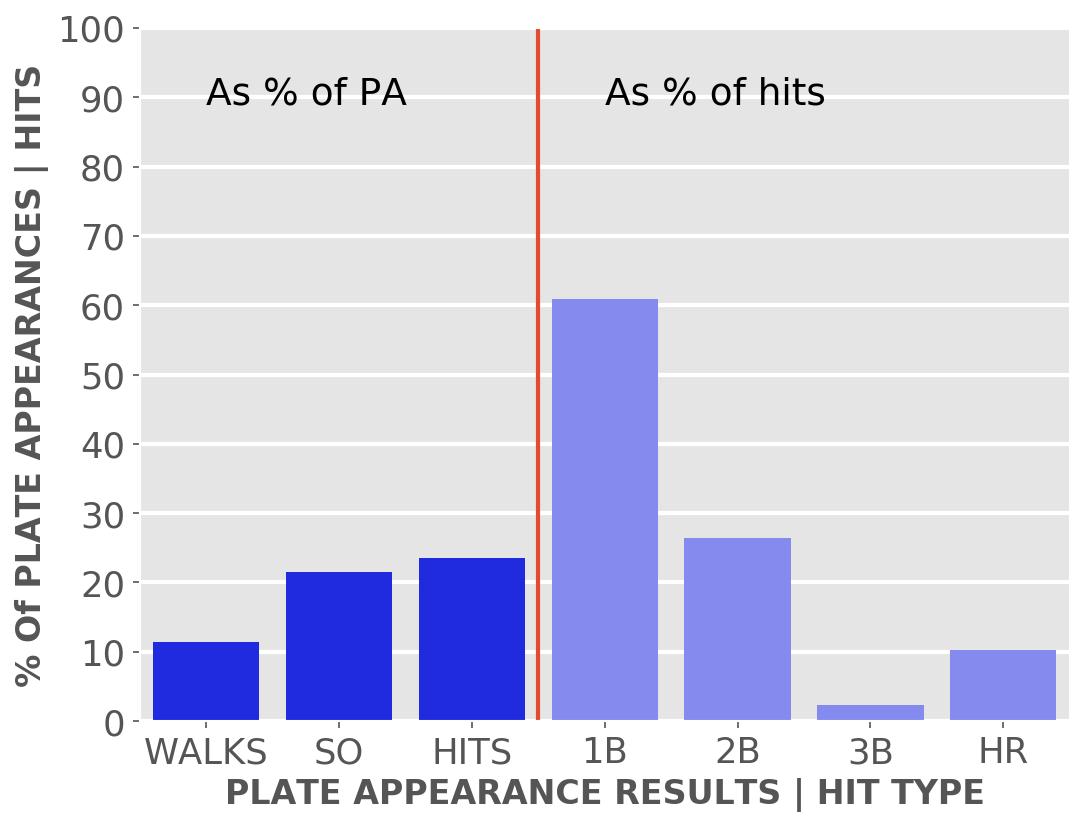 % Of PLATE APPEARANCES | HITS
100
90
80
70
60
50
40
30
20
10
0
As % of PA
As % of hits
WALKS SO HITS 1B 2B 3B HR
PLATE APPEARANCE RESULTS | HIT TYPE